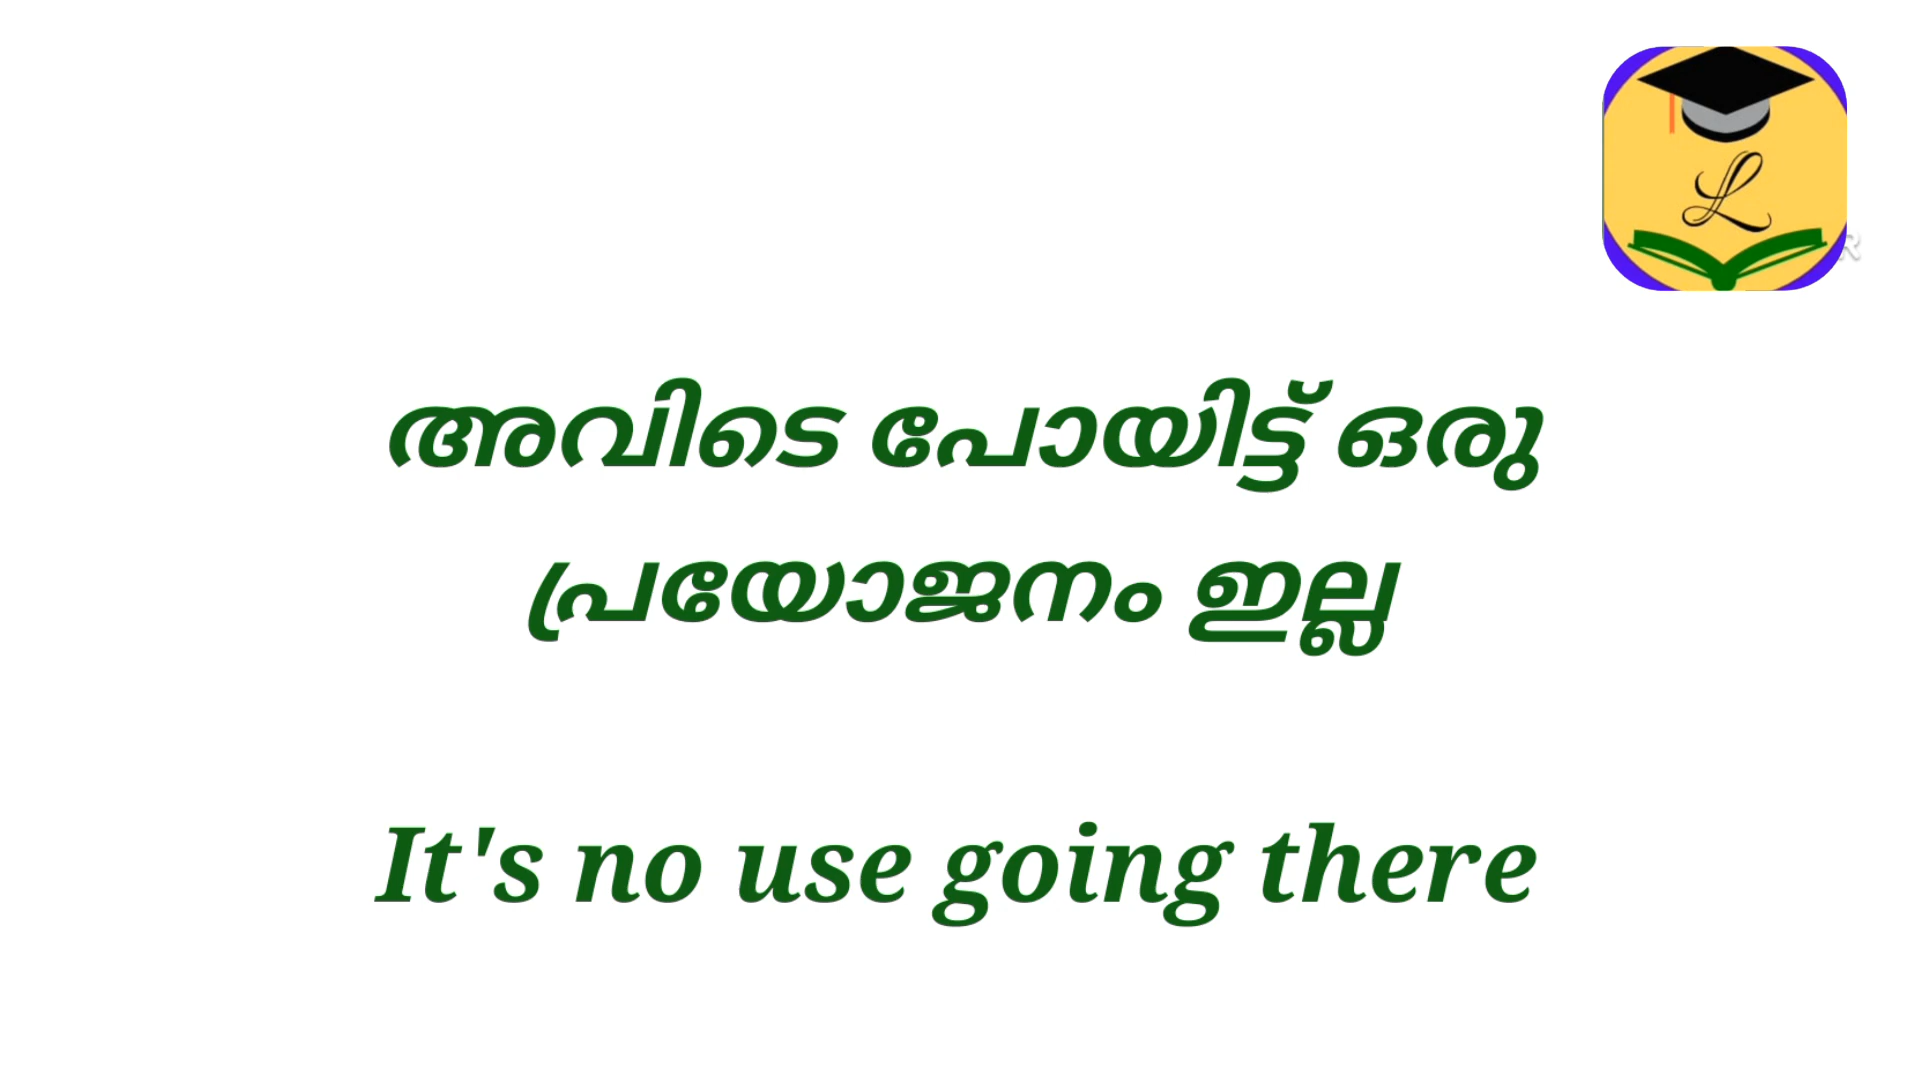 L
അവിടെ പോയിട്ട് ഒരു
പ്രയോജനം ഇല്ല
It's no use going there